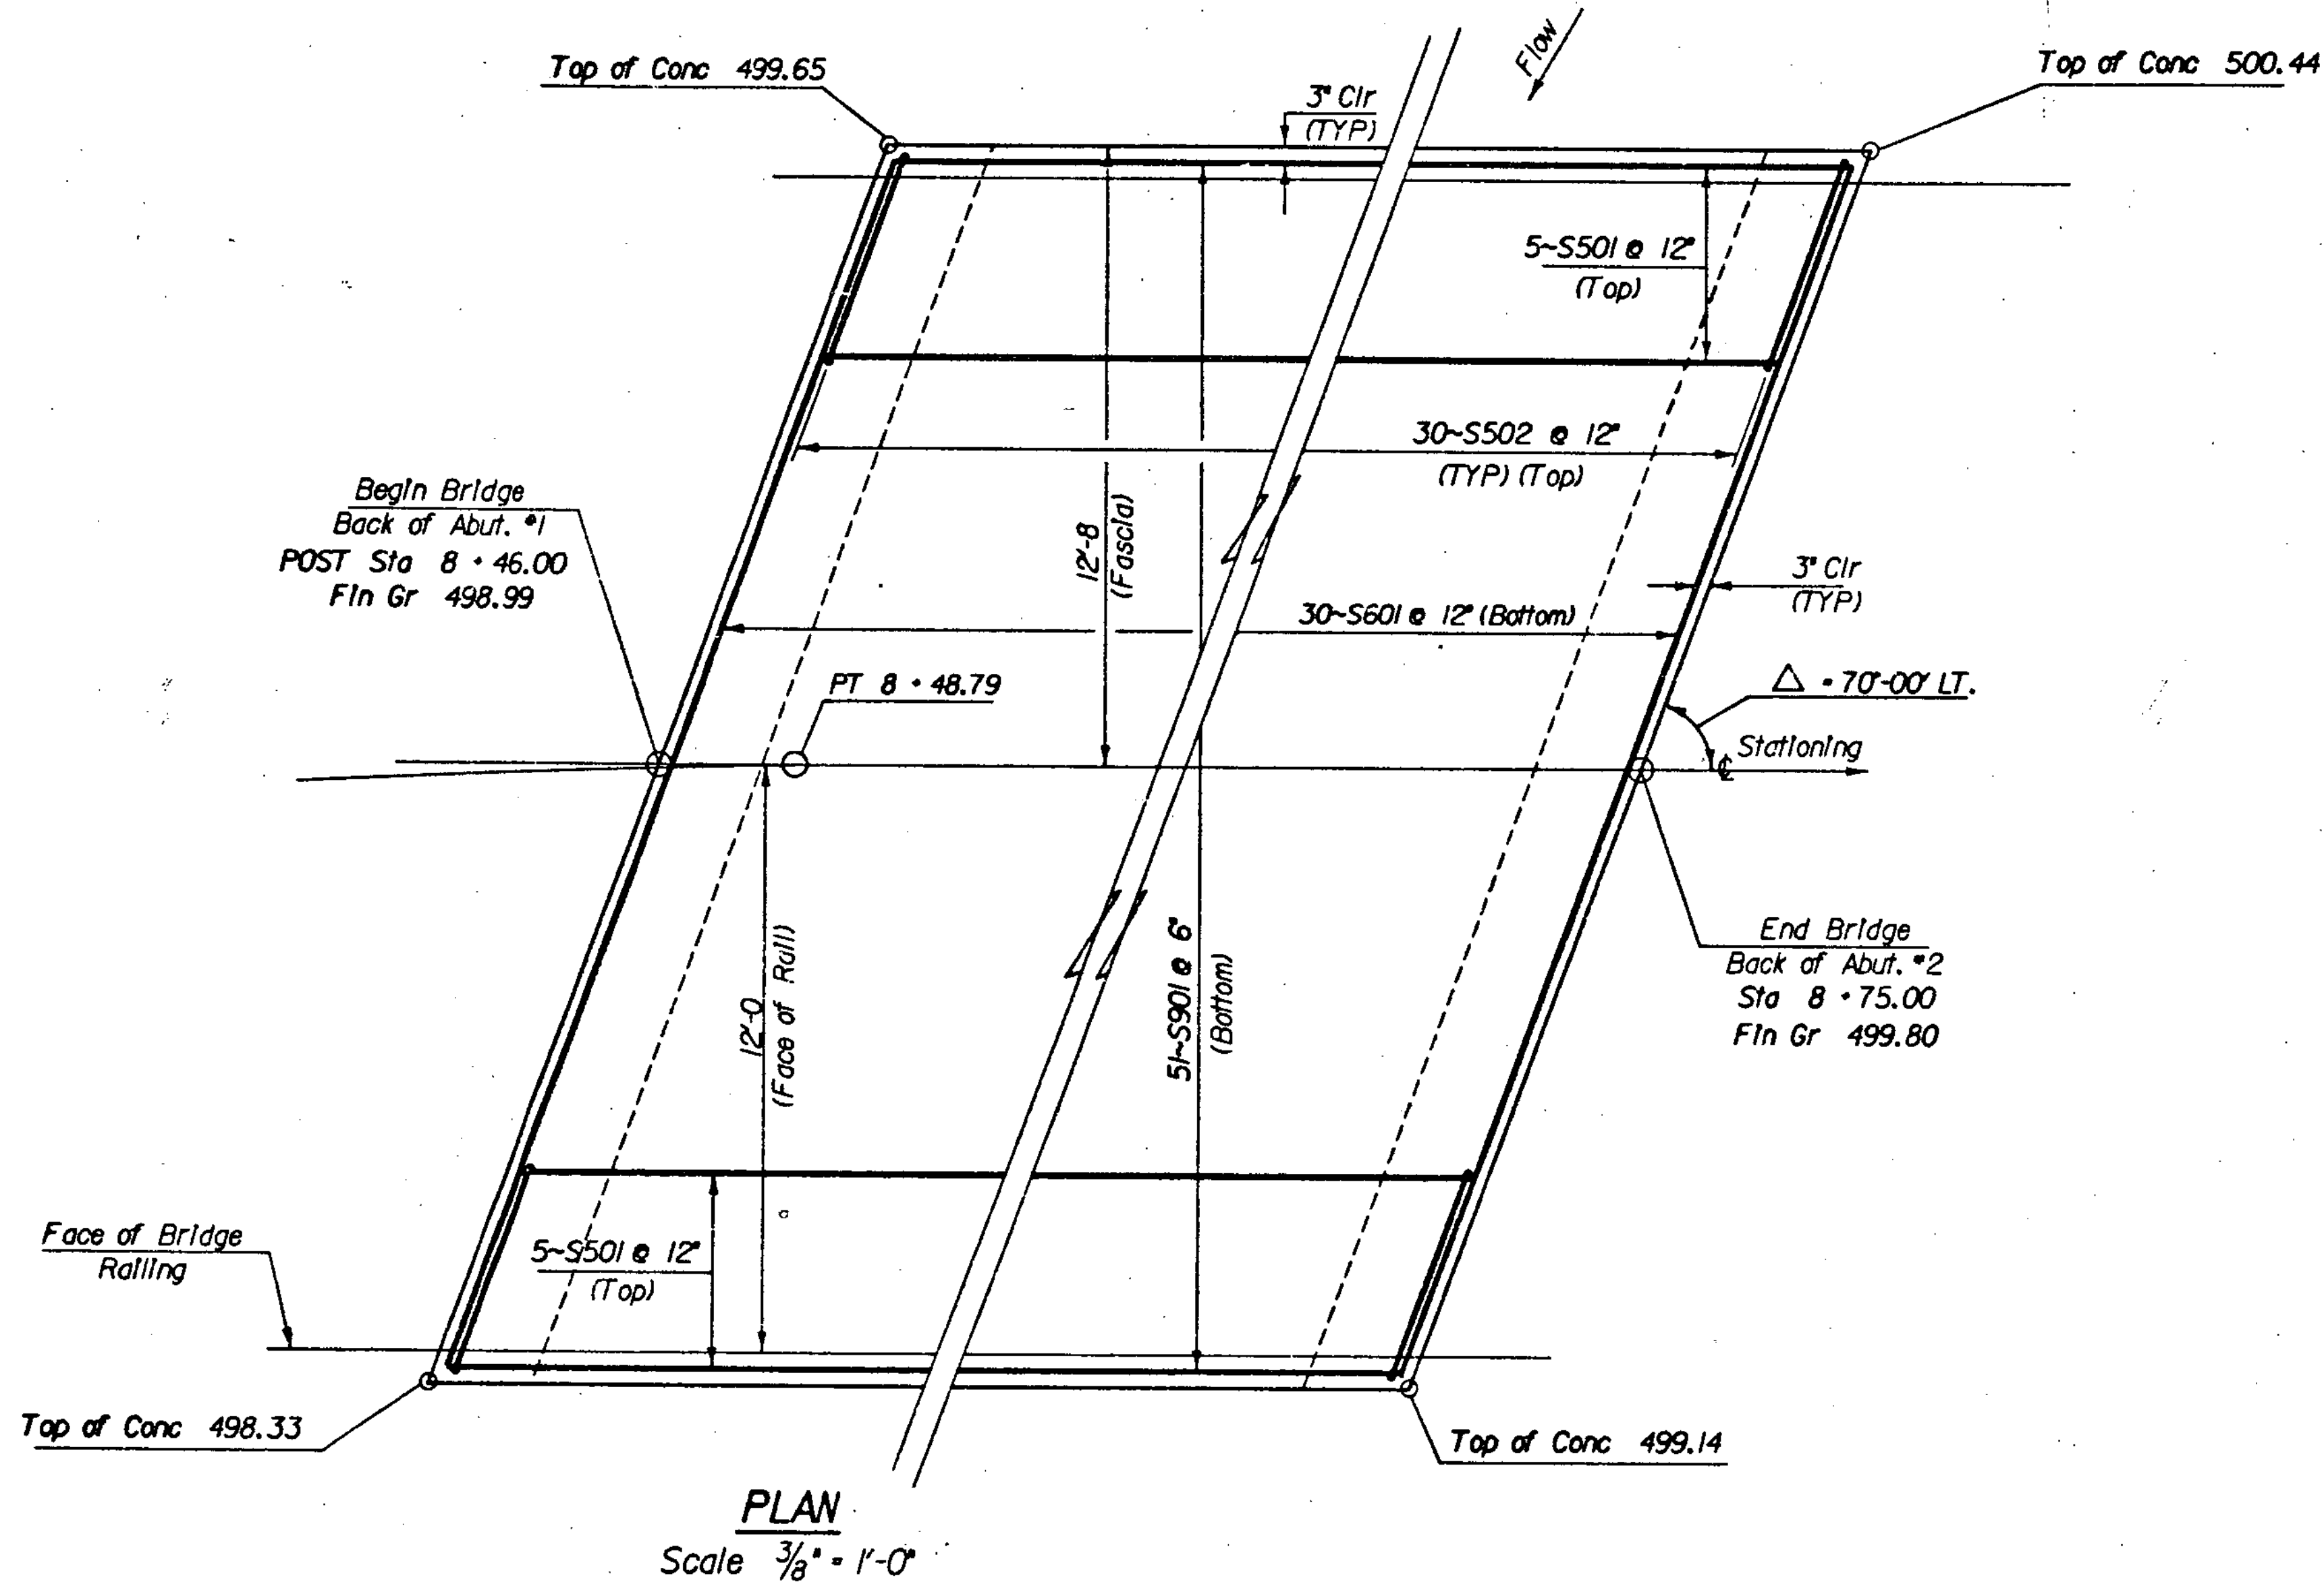 Top of Conc 499.65
Flow
Top of Conc 500.44
3" Clr
(TYP)
5~S501 @ 12"
(Top)
30~S502 @ 12"
(TYP) (Top)
Begin Bridge
Back of Abut. #1
POST Sta 8 + 46.00
Fin Gr 498.99
12'-8
(Fascia)
3" Clr
(TYP)
30~S601 @ 12" (Bottom)
PT 8 + 48.79
△ = 70°-00' LT.
℄ Stationing
End Bridge
Back of Abut. #2
Sta 8 + 75.00
Fin Gr 499.80
12'-0
(Face of Rail)
51~S901 @ 6"
(Bottom)
Face of Bridge
Railing
5~S501 @ 12"
(Top)
Top of Conc 498.33
Top of Conc 499.14
PLAN
Scale 3/8" = 1'-0"